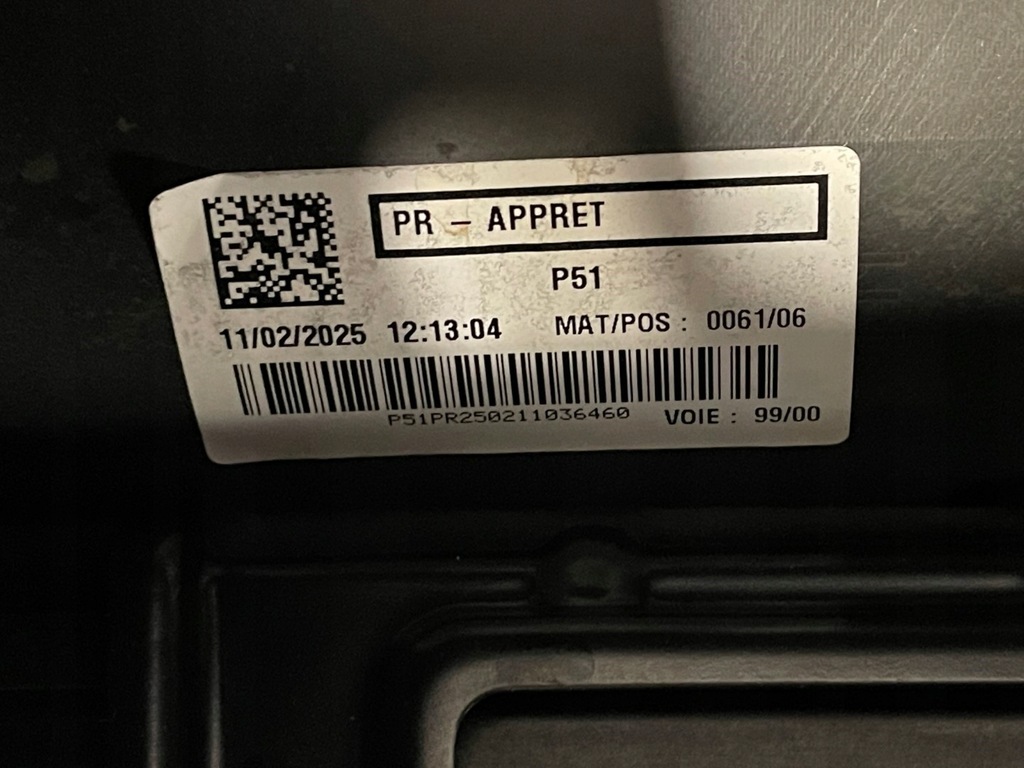 PR - APPRET
P51
11/02/2025 12:13:04 MAT/POS : 0061/06
P51PR250211036460 VOIE : 99/00